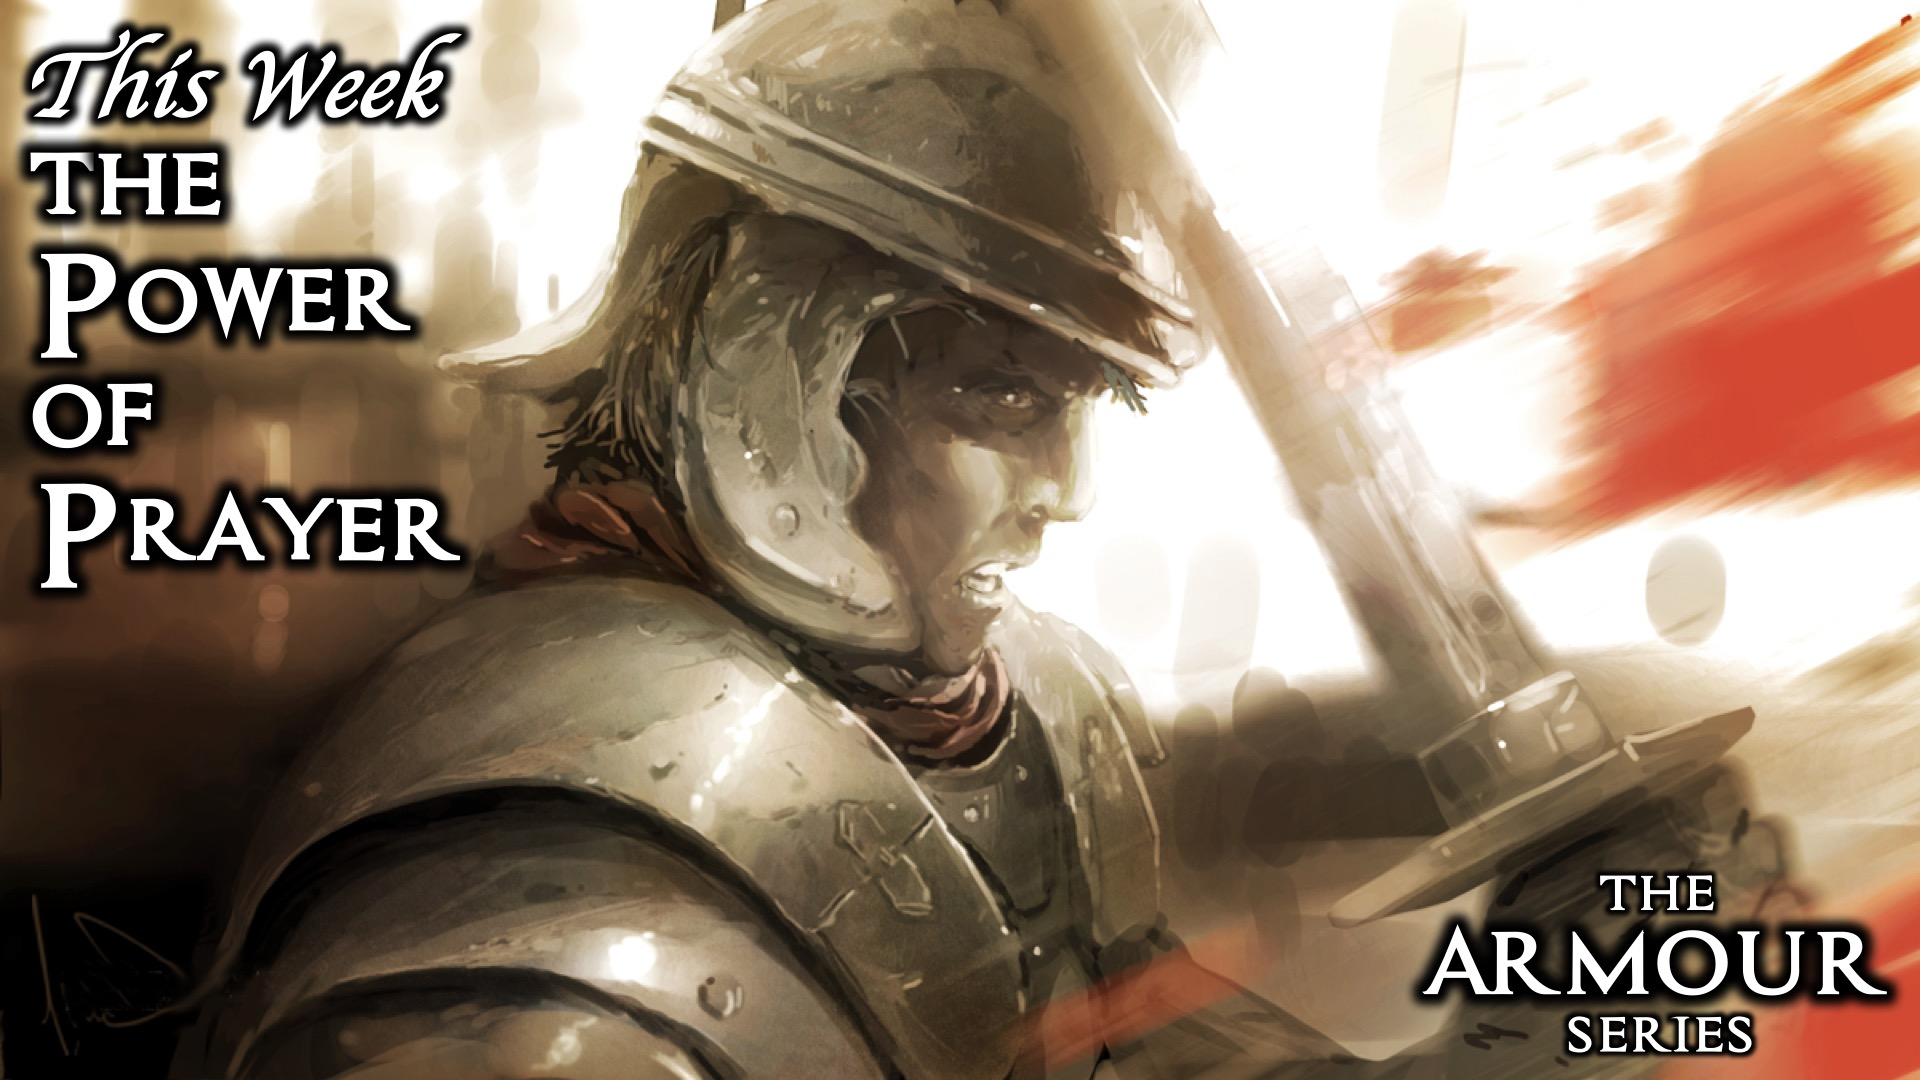 This Week
THE
POWER
OF
PRAYER
THE
ARMOUR
SERIES